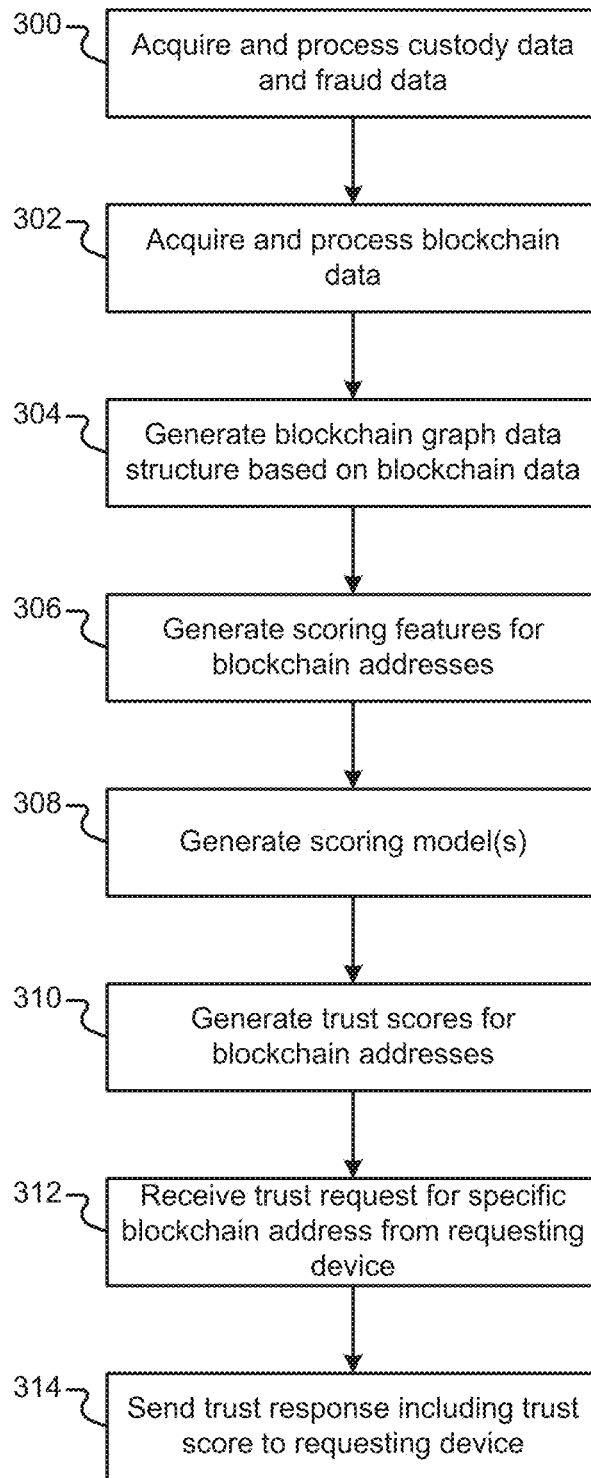 300
Acquire and process custody data
and fraud data
302
Acquire and process blockchain
data
304
Generate blockchain graph data
structure based on blockchain data
306
Generate scoring features for
blockchain addresses
308
Generate scoring model(s)
310
Generate trust scores for
blockchain addresses
312
Receive trust request for specific
blockchain address from requesting
device
314
Send trust response including trust
score to requesting device